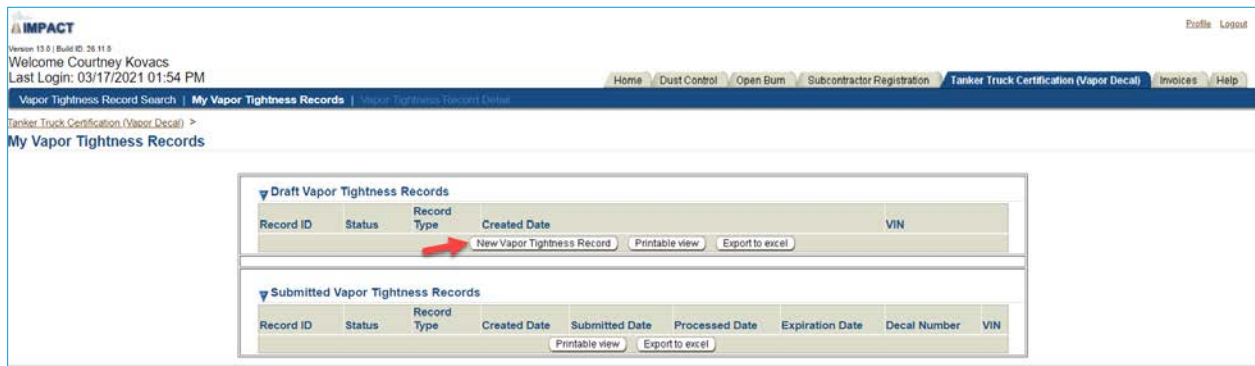 IMPACT
Profile Logout
Version 13.0 | Build ID. 26.11.0
Welcome Courtney Kovacs
Last Login: 03/17/2021 01:54 PM
Home Dust Control Open Burn Subcontractor Registration Tanker Truck Certification (Vapor Decal) Invoices Help
Vapor Tightness Record Search | My Vapor Tightness Records | Vapor Tightness Record Detail
Tanker Truck Certification (Vapor Decal) >
My Vapor Tightness Records
Draft Vapor Tightness Records
Record ID Status Record Type Created Date VIN
New Vapor Tightness Record Printable view Export to excel
Submitted Vapor Tightness Records
Record ID Status Record Type Created Date Submitted Date Processed Date Expiration Date Decal Number VIN
Printable view Export to excel